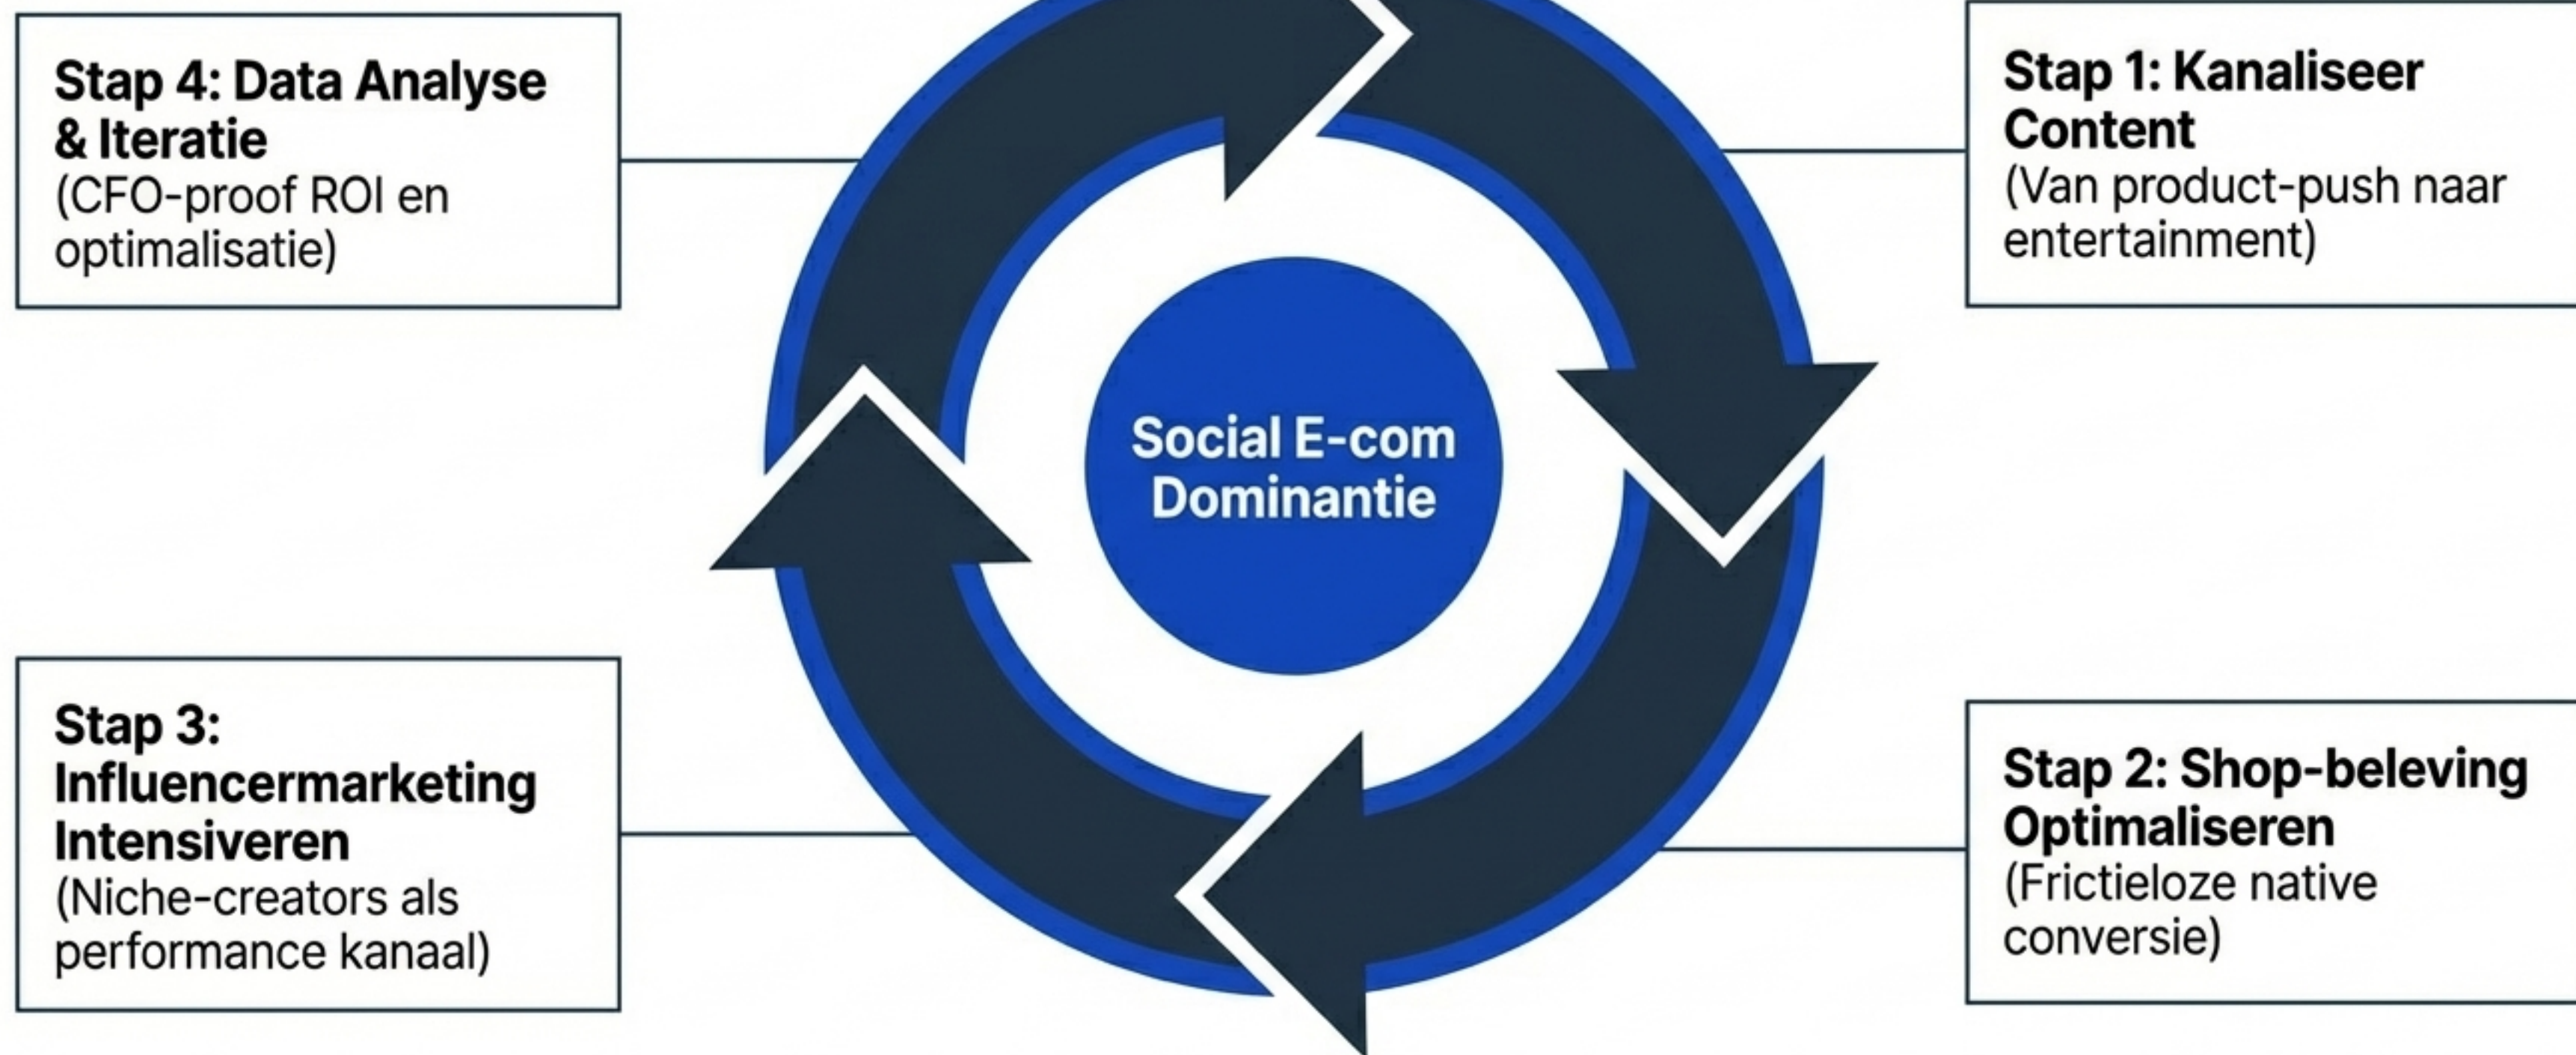 Stap 4: Data Analyse
& Iteratie
(CFO-proof ROI en
optimalisatie)
Stap 1: Kanaliseer
Content
(Van product-push naar
entertainment)
Social E-com
Dominantie
Stap 3:
Influencermarketing
Intensiveren
(Niche-creators als
performance kanaal)
Stap 2: Shop-beleving
Optimaliseren
(Frictieloze native
conversie)